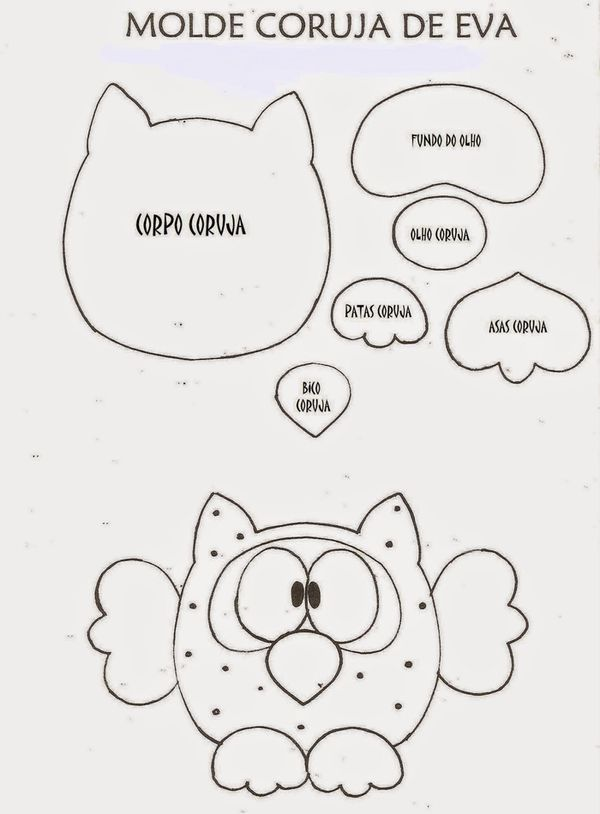 MOLDE CORUJA DE EVA
FUNDO DO OLHO
CORPO CORUJA
OLHO CORUJA
PATAS CORUJA
ASAS CORUJA
BICO
CORUJA